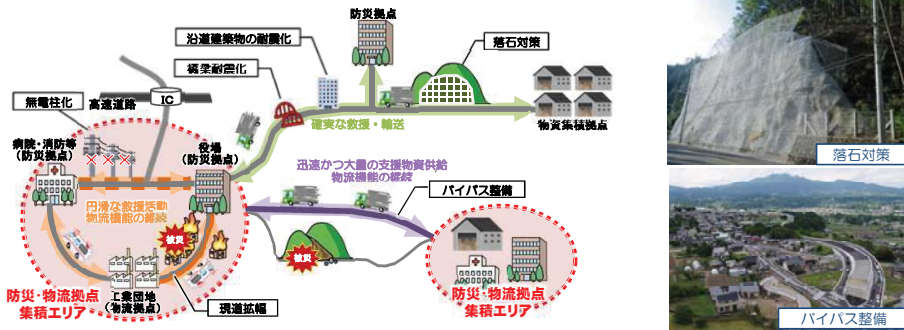 防災拠点
沿道建築物の耐震化
落石対策
橋梁耐震化
IC
無電柱化
高速道路
確実な救援・輸送
物資集積拠点
病院・消防等
(防災拠点)
役場
(防災拠点)
迅速かつ大量の支援物資供給
物流機能の継続
バイパス整備
円滑な救援活動
物流機能の継続
被災
被災
工業団地
(物流拠点)
現道拡幅
防災・物流拠点
集積エリア
防災・物流拠点
集積エリア
落石対策
バイパス整備